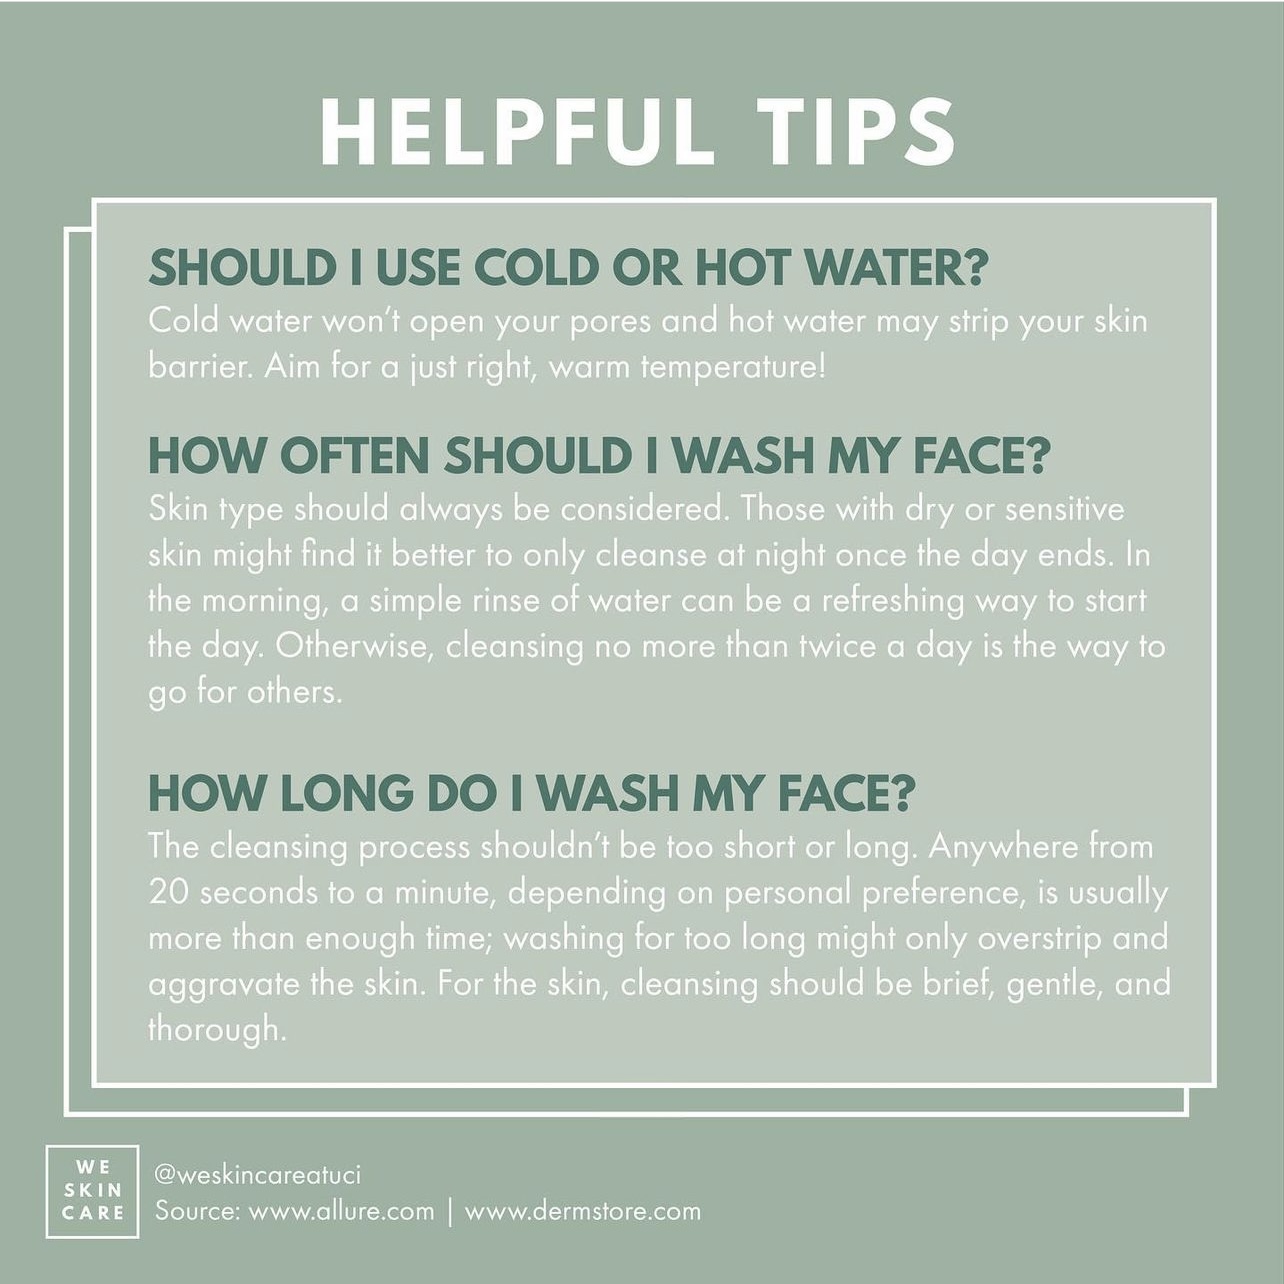 HELPFUL TIPS
SHOULD I USE COLD OR HOT WATER?
Cold water won't open your pores and hot water may strip your skin
barrier. Aim for a just right, warm temperature!
HOW OFTEN SHOULD I WASH MY FACE?
Skin type should always be considered. Those with dry or sensitive
skin might find it better to only cleanse at night once the day ends. In
the morning, a simple rinse of water can be a refreshing way to start
the day. Otherwise, cleansing no more than twice a day is the way to
go for others.
HOW LONG DO I WASH MY FACE?
The cleansing process shouldn't be too short or long. Anywhere from
20 seconds to a minute, depending on personal preference, is usually
more than enough time; washing for too long might only overstrip and
aggravate the skin. For the skin, cleansing should be brief, gentle, and
thorough.
WE
SKIN
CARE
@weskincareatuci
Source: www.allure.com | www.dermstore.com